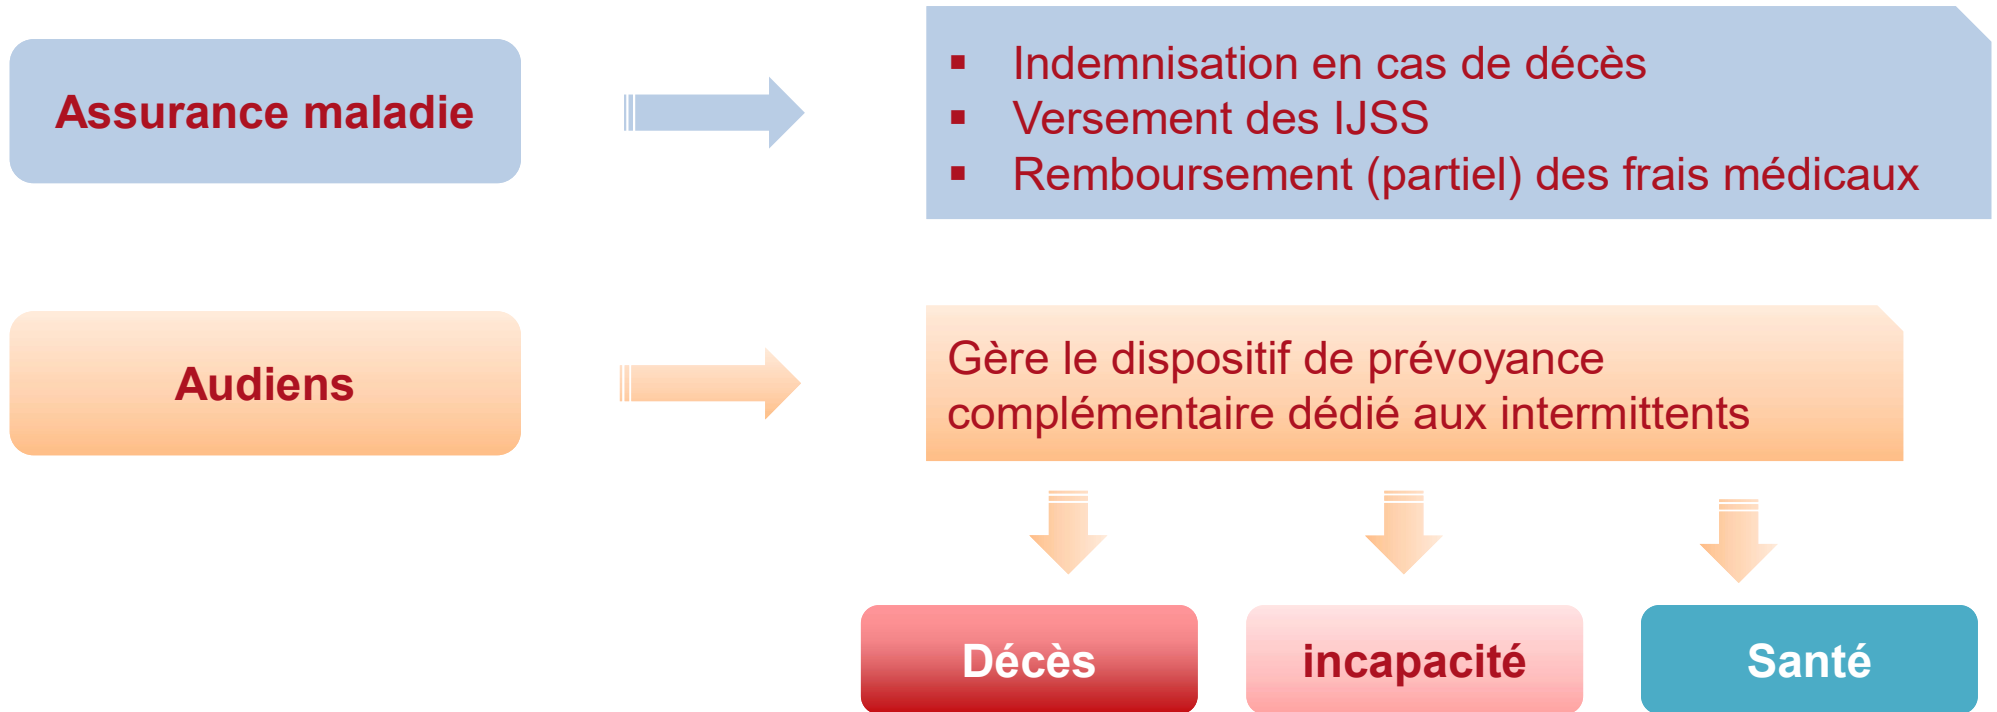 Assurance maladie
▪ Indemnisation en cas de décès
▪ Versement des IJSS
▪ Remboursement (partiel) des frais médicaux
Audiens
Gère le dispositif de prévoyance
complémentaire dédié aux intermittents
Décès
incapacité
Santé